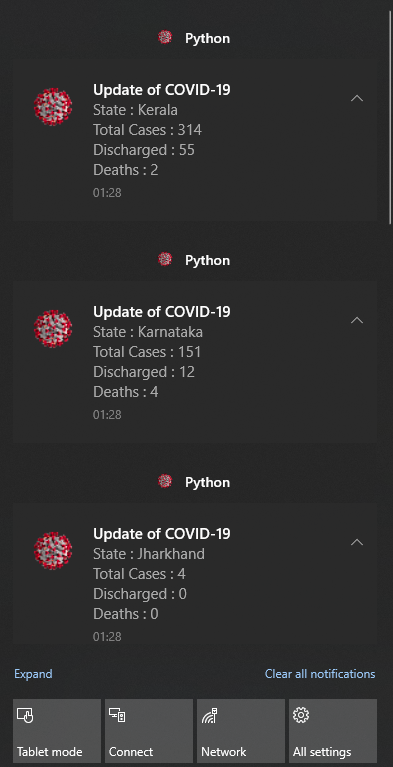 Python
Update of COVID-19
State : Kerala
Total Cases : 314
Discharged : 55
Deaths : 2
01:28
Python
Update of COVID-19
State : Karnataka
Total Cases : 151
Discharged : 12
Deaths : 4
01:28
Python
Update of COVID-19
State : Jharkhand
Total Cases : 4
Discharged : 0
Deaths : 0
01:28
Expand
Clear all notifications
Tablet mode
Connect
Network
All settings